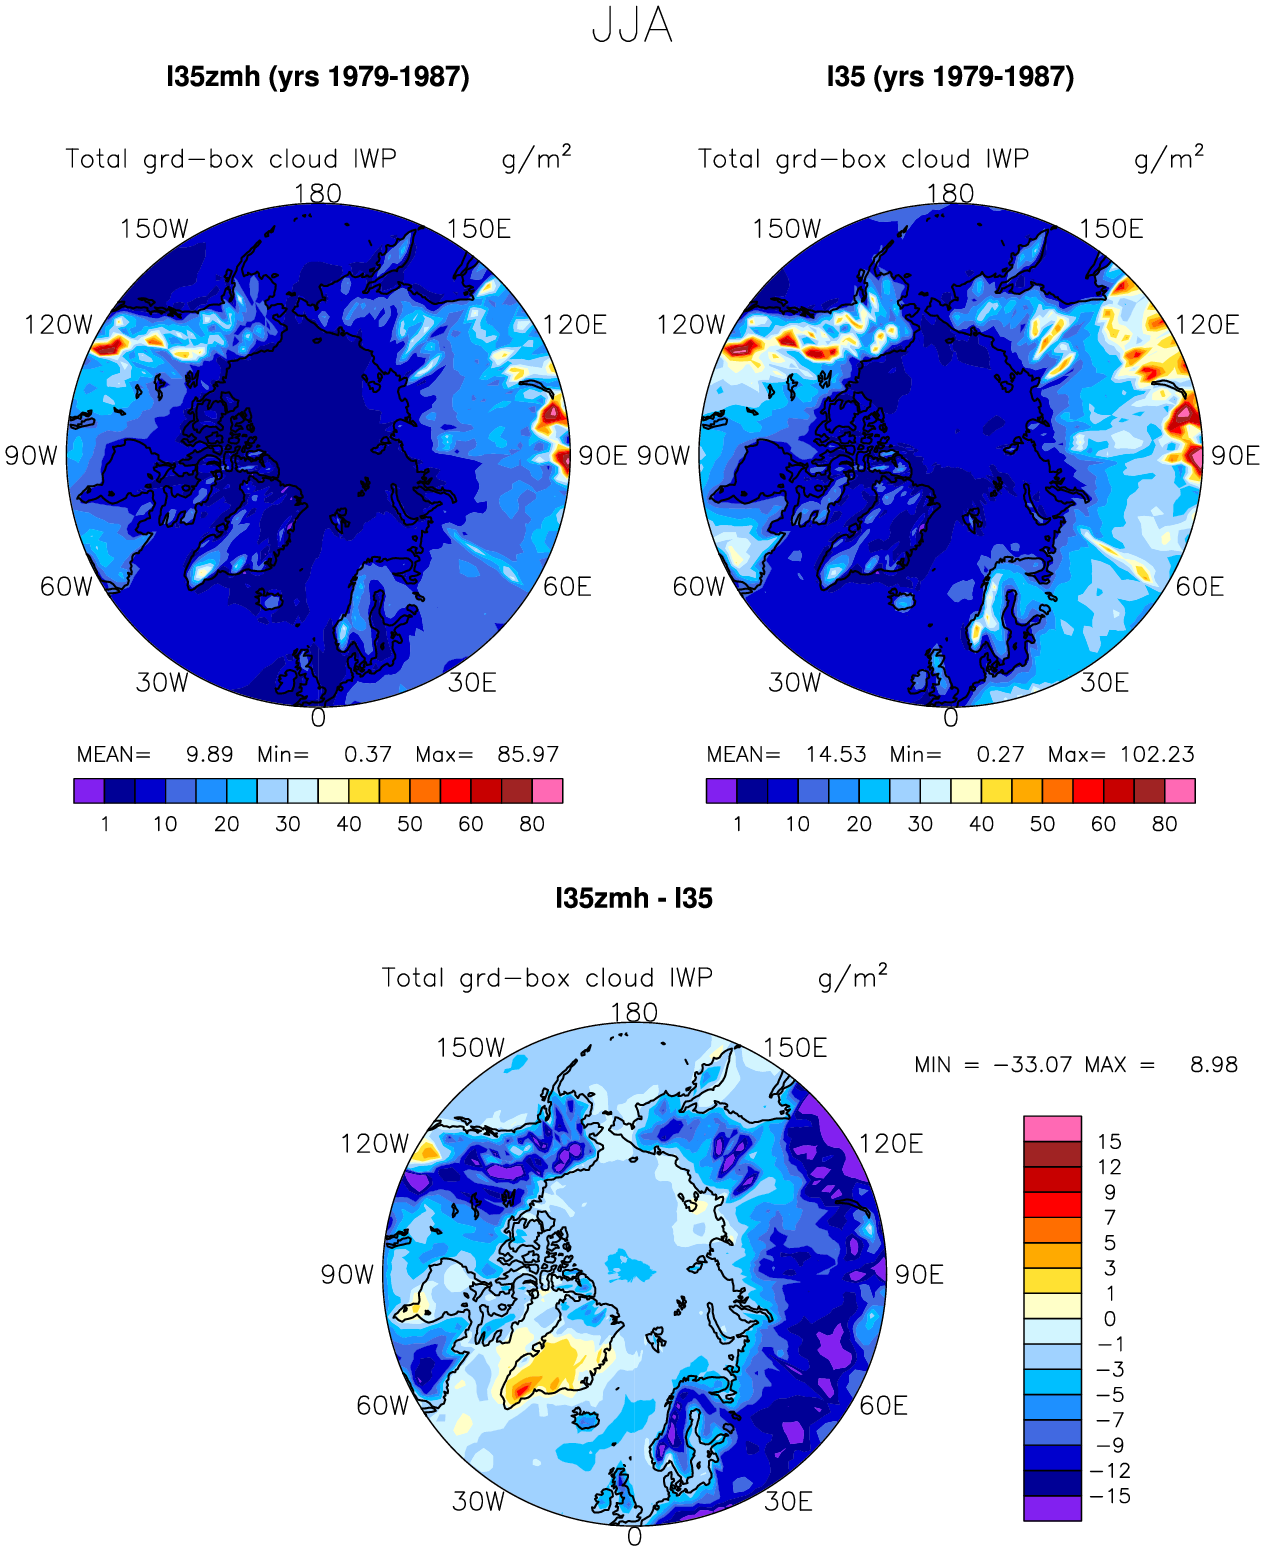 JJA
I35zmh (yrs 1979-1987)
I35 (yrs 1979-1987)
Total grd-box cloud IWP g/m²
Total grd-box cloud IWP g/m²
180
150W 150E
120W 120E
90W 90E
60W 60E
30W 30E
0
180
150W 150E
120W 120E
90W 90E
60W 60E
30W 30E
0
MEAN= 9.89 Min= 0.37 Max= 85.97
1 10 20 30 40 50 60 80
MEAN= 14.53 Min= 0.27 Max= 102.23
1 10 20 30 40 50 60 80
I35zmh - I35
Total grd-box cloud IWP g/m²
180
150W 150E
120W 120E
90W 90E
60W 60E
30W 30E
0
MIN = -33.07 MAX = 8.98
15
12
9
7
5
3
1
0
-1
-3
-5
-7
-9
-12
-15